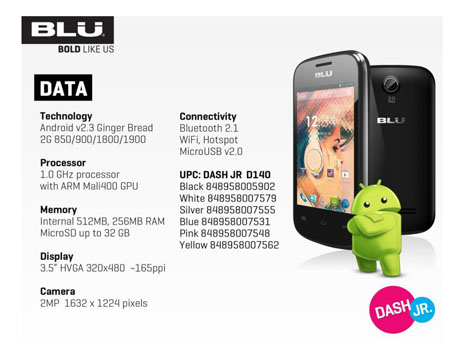 BLU
BOLD LIKE US
DATA
Technology
Android v2.3 Ginger Bread
2G 850/900/1800/1900
Processor
1.0 GHz processor
with ARM Mali400 GPU
Memory
Internal 512MB, 256MB RAM
MicroSD up to 32 GB
Display
3.5" HVGA 320x480 ~165ppi
Camera
2MP 1632 x 1224 pixels
Connectivity
Bluetooth 2.1
WiFi, Hotspot
MicroUSB v2.0
UPC: DASH JR D140
Black 848958005902
White 848958007579
Silver 848958007555
Blue 848958007531
Pink 848958007548
Yellow 848958007562
BLU
BLU
DASH JR.